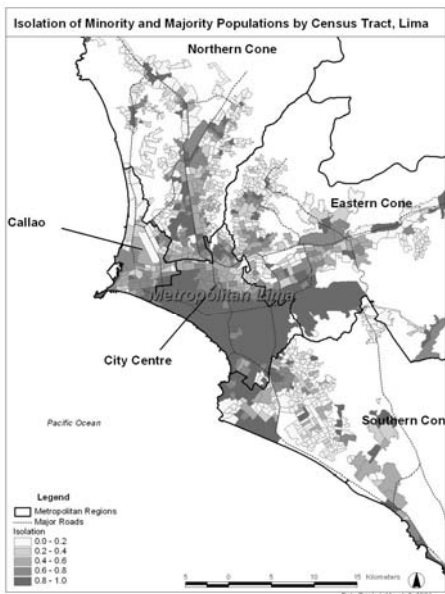 Isolation of Minority and Majority Populations by Census Tract, Lima
Northern Cone
Eastern Cone
Callao
Metropolitan Lima
City Centre
Southern Con
Pacific Ocean
Legend
Metropolitan Regions
Major Roads
Isolation
0.0 - 0.2
0.2 - 0.4
0.4 - 0.6
0.6 - 0.8
0.8 - 1.0
5 0 5 10 15 Kilometers